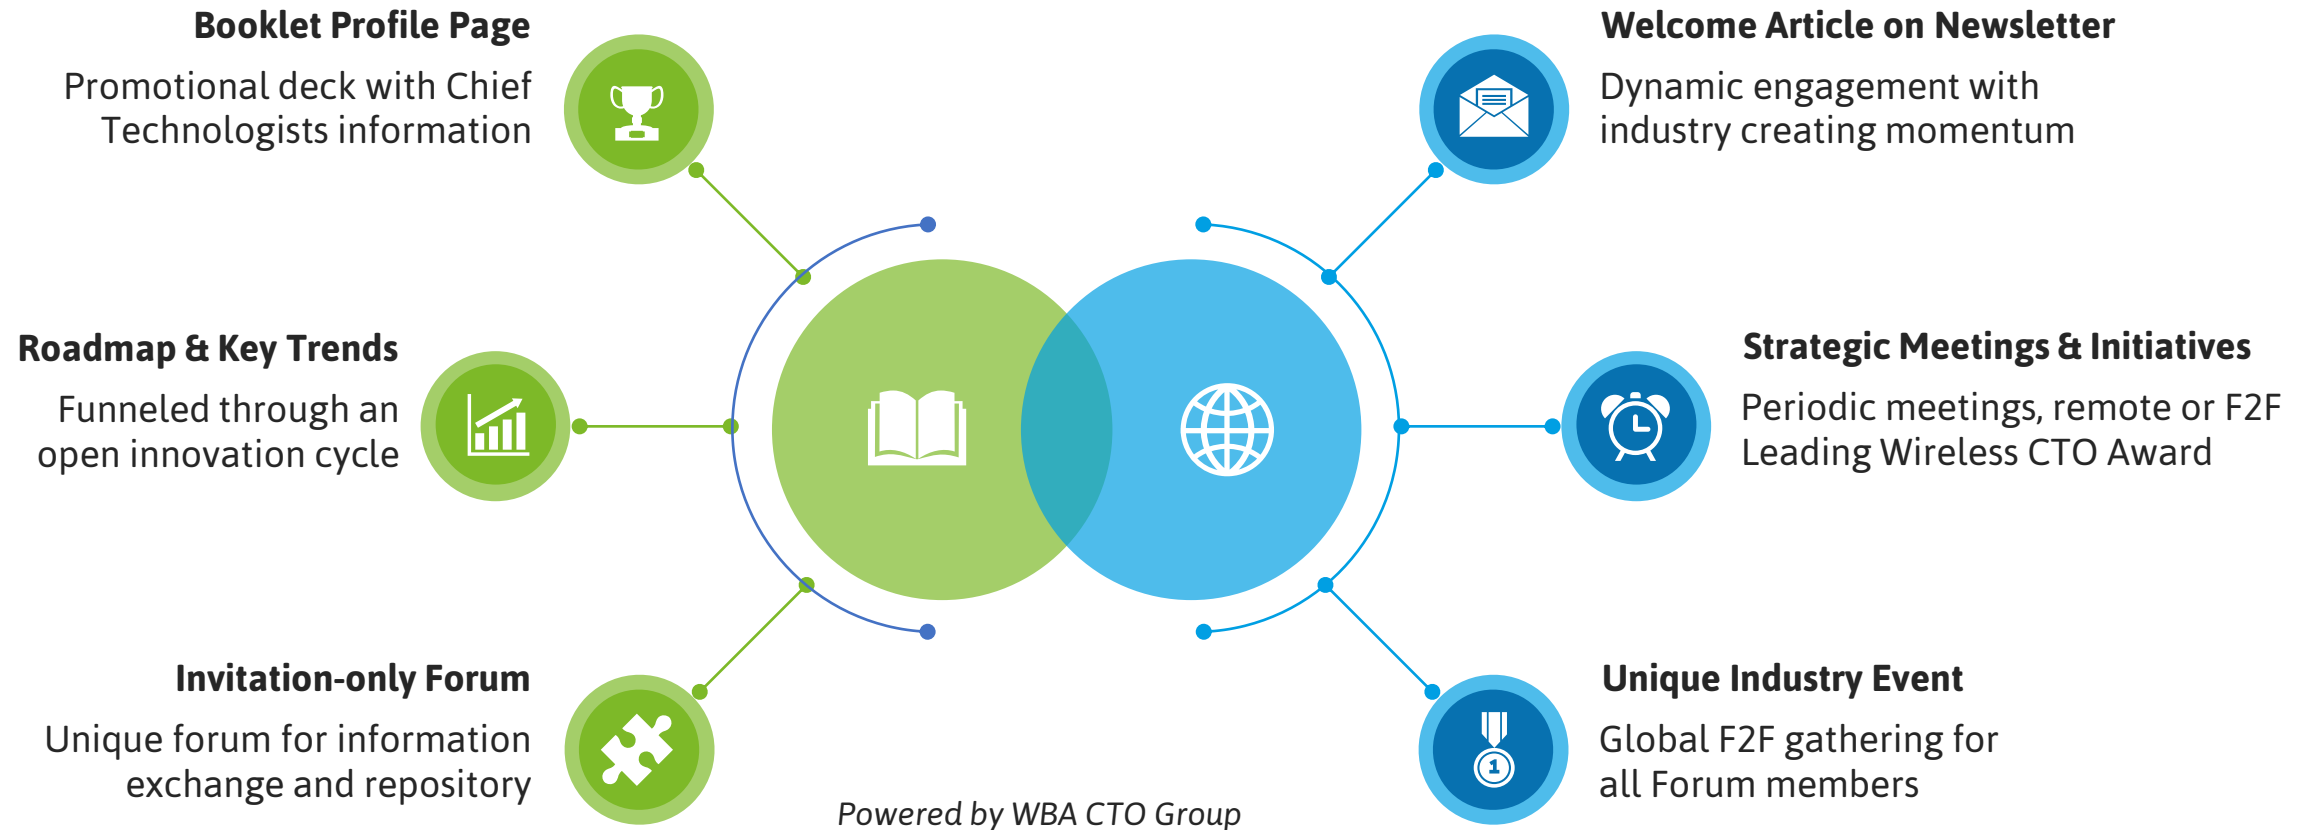 Booklet Profile Page
Promotional deck with Chief
Technologists information
Roadmap & Key Trends
Funneled through an
open innovation cycle
Invitation-only Forum
Unique forum for information
exchange and repository
Welcome Article on Newsletter
Dynamic engagement with
industry creating momentum
Strategic Meetings & Initiatives
Periodic meetings, remote or F2F
Leading Wireless CTO Award
Unique Industry Event
Global F2F gathering for
all Forum members
1
Powered by WBA CTO Group